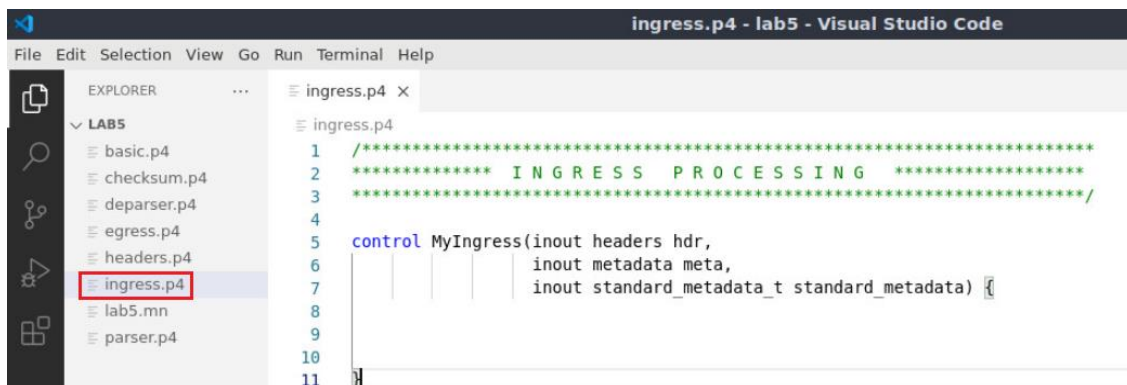 ingress.p4 - lab5 - Visual Studio Code
File Edit Selection View Go Run Terminal Help
EXPLORER ...
LAB5
basic.p4
checksum.p4
deparser.p4
egress.p4
headers.p4
ingress.p4
lab5.mn
parser.p4
ingress.p4 ×
ingress.p4
1 /*************************************************************************
2 ************** I N G R E S S P R O C E S S I N G *******************
3 *************************************************************************/
4
5 control MyIngress(inout headers hdr,
6 inout metadata meta,
7 inout standard_metadata_t standard_metadata) {
8
9
10
11 }